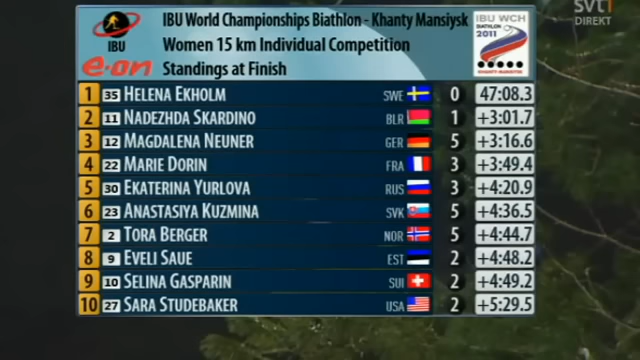 svt1
DIREKT
IBU World Championships Biathlon - Khanty Mansiysk
Women 15 km Individual Competition
Standings at Finish
IBU
e·on
IBU WCH
BIATHLON
2011
KHANTY-MANSIYSK
1 35 HELENA EKHOLM SWE 0 47:08.3
2 11 NADEZHDA SKARDINO BLR 1 +3:01.7
3 12 MAGDALENA NEUNER GER 5 +3:16.6
4 22 MARIE DORIN FRA 3 +3:49.4
5 30 EKATERINA YURLOVA RUS 3 +4:20.9
6 23 ANASTASIYA KUZMINA SVK 5 +4:36.5
7 2 TORA BERGER NOR 5 +4:44.7
8 9 EVELI SAUE EST 2 +4:48.2
9 10 SELINA GASPARIN SUI 2 +4:49.2
10 27 SARA STUDEBAKER USA 2 +5:29.5